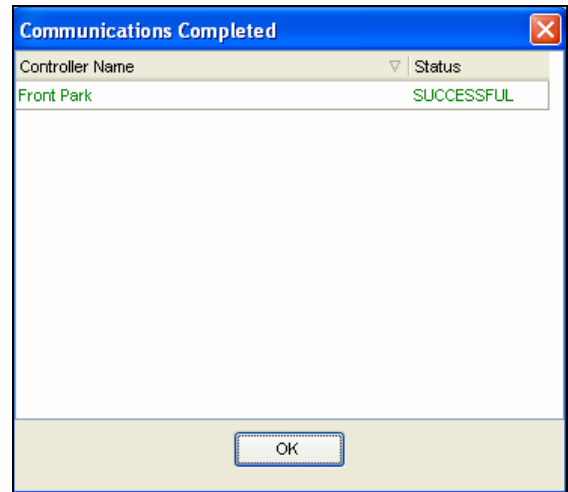 Communications Completed
Controller Name Status
Front Park SUCCESSFUL
OK